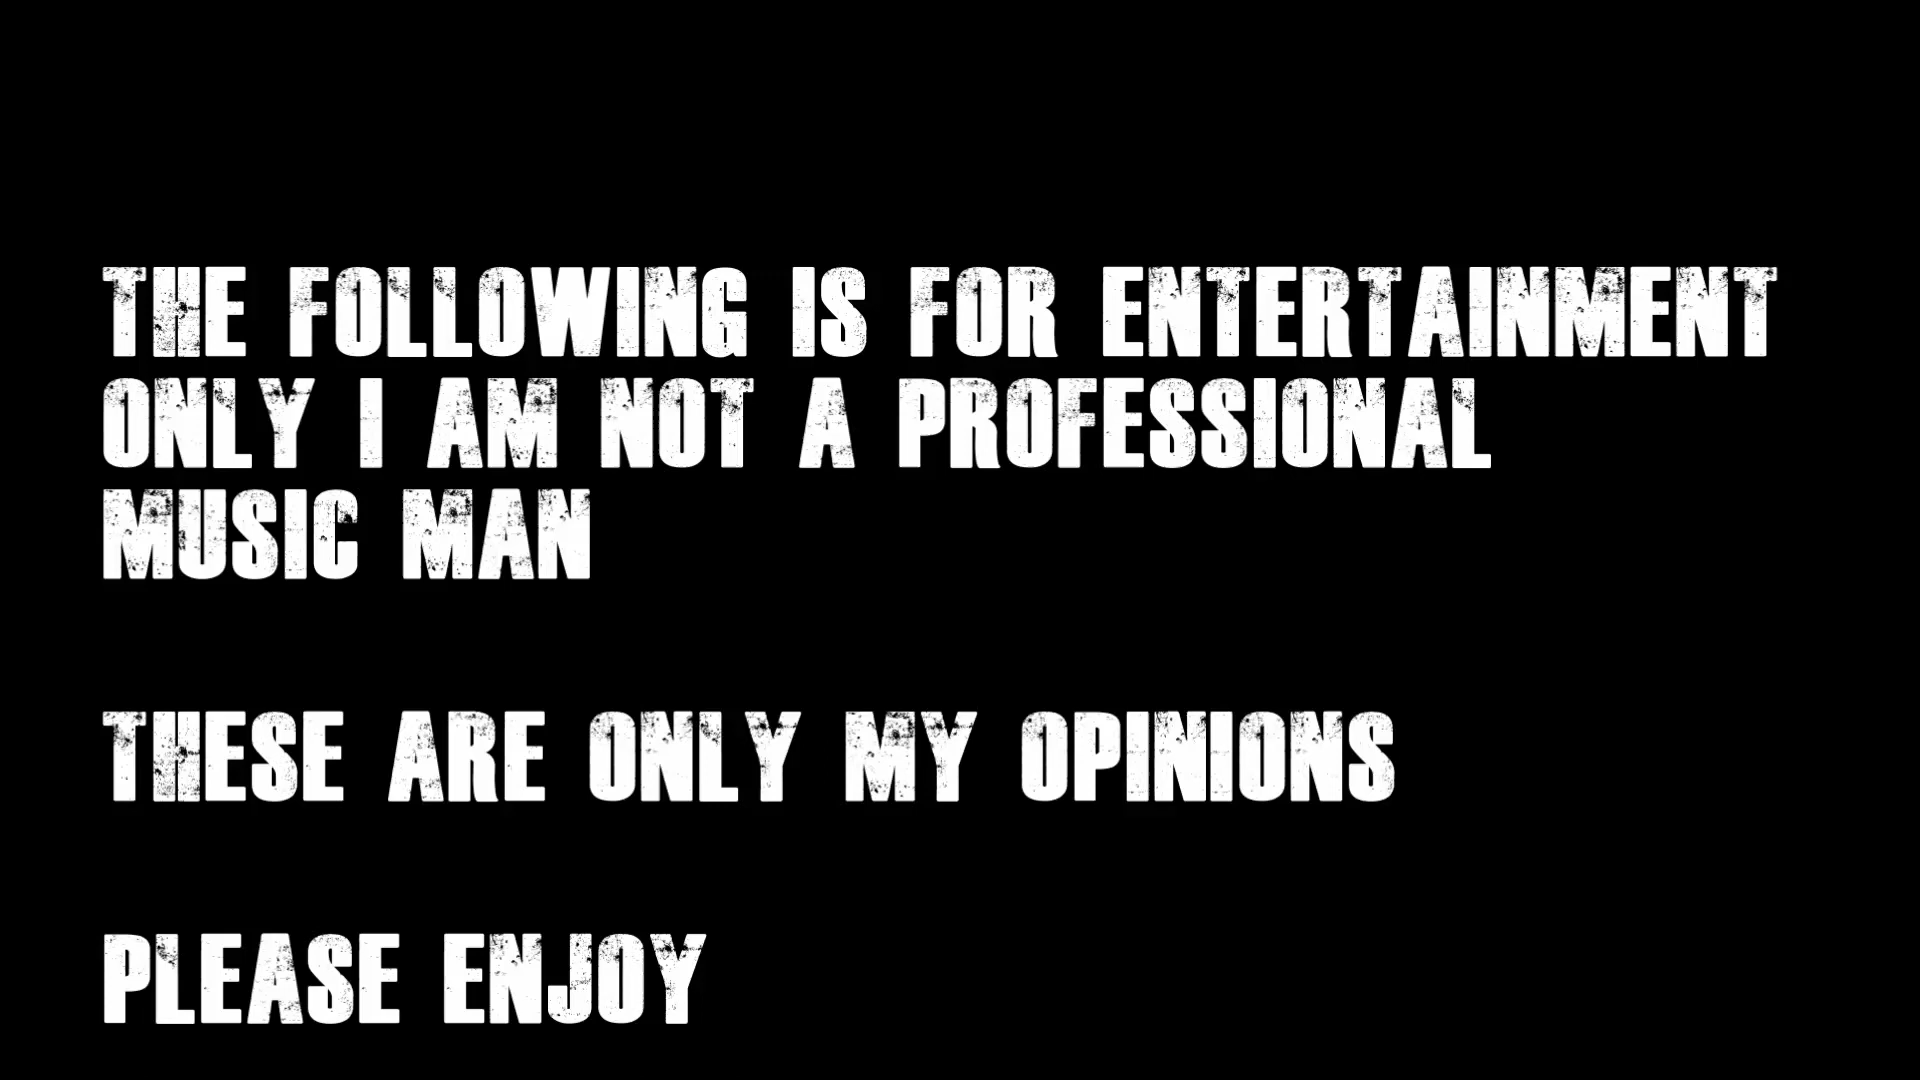 THE FOLLOWING IS FOR ENTERTAINMENT
ONLY I AM NOT A PROFESSIONAL
MUSIC MAN
THESE ARE ONLY MY OPINIONS
PLEASE ENJOY